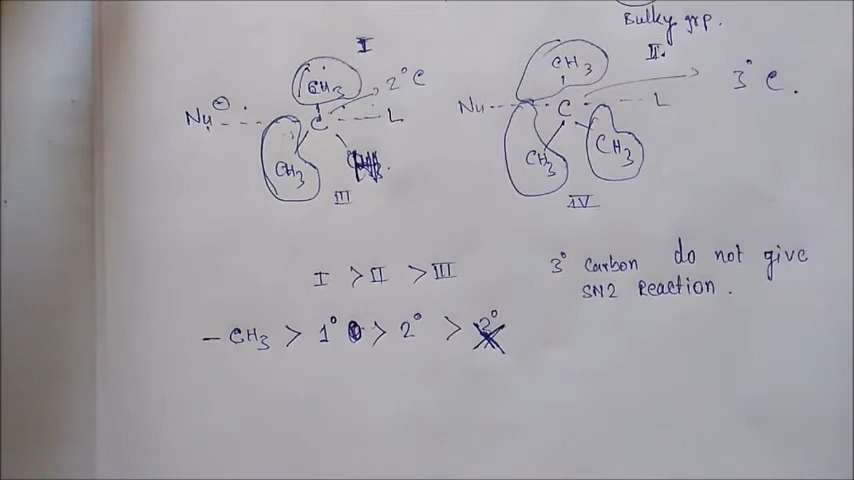 Bulky grp.
I
II
CH3
2° C
Nu⊖
C
L
CH3
III
CH3
3° C.
Nu
C
L
CH3
CH3
IV
I > II > III
3° Carbon do not give
SN2 Reaction.
- CH3 > 1° > 2° > 2°